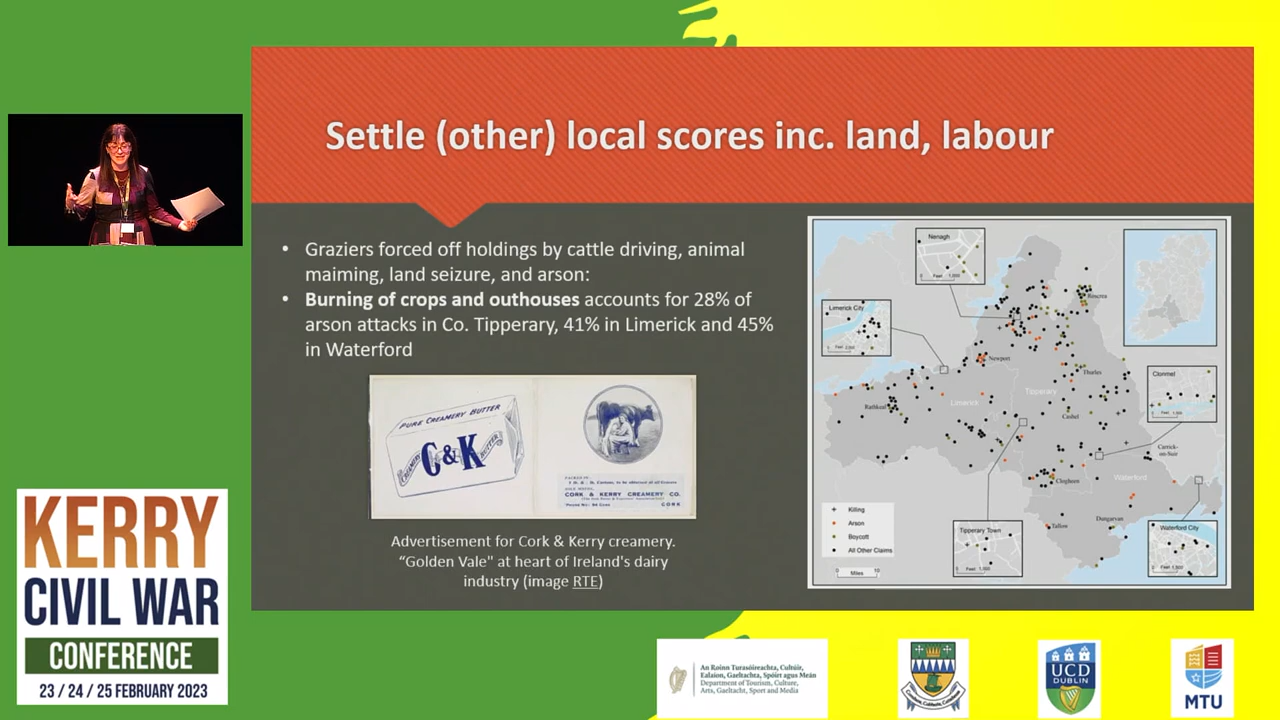 Settle (other) local scores inc. land, labour
• Graziers forced off holdings by cattle driving, animal
maiming, land seizure, and arson:
• Burning of crops and outhouses accounts for 28% of
arson attacks in Co. Tipperary, 41% in Limerick and 45%
in Waterford
PURE CREAMERY BUTTER
C&K
CREAMERY BUTTER
CORK & KERRY CREAMERY CO.
CORK
Advertisement for Cork & Kerry creamery.
“Golden Vale" at heart of Ireland's dairy
industry (image RTE)
Nenagh
Limerick City
Roscrea
Newport
Thurles
Clonmel
Rathkeale
Limerick
Tipperary
Cashel
Carrick-
on-Suir
Clogheen
Waterford
Tallow
Dungarvan
Tipperary Town
Waterford City
Killing
Arson
Boycott
All Other Claims
0 10
Miles
KERRY
CIVIL WAR
CONFERENCE
23 / 24 / 25 FEBRUARY 2023
An Roinn Turasóireachta, Cultúir,
Ealaíon, Gaeltachta, Spóirt agus Meán
Department of Tourism, Culture,
Arts, Gaeltacht, Sport and Media
UCD
DUBLIN
MTU